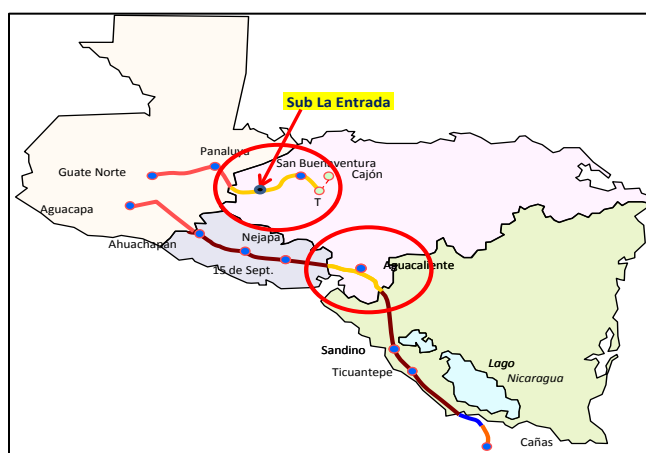 Sub La Entrada
Panaluya
San Buenaventura
Guate Norte
Cajón
T
Aguacapa
Ahuachapán
Nejapa
15 de Sept.
Aguacaliente
Sandino
Ticuantepe
Lago
Nicaragua
Cañas